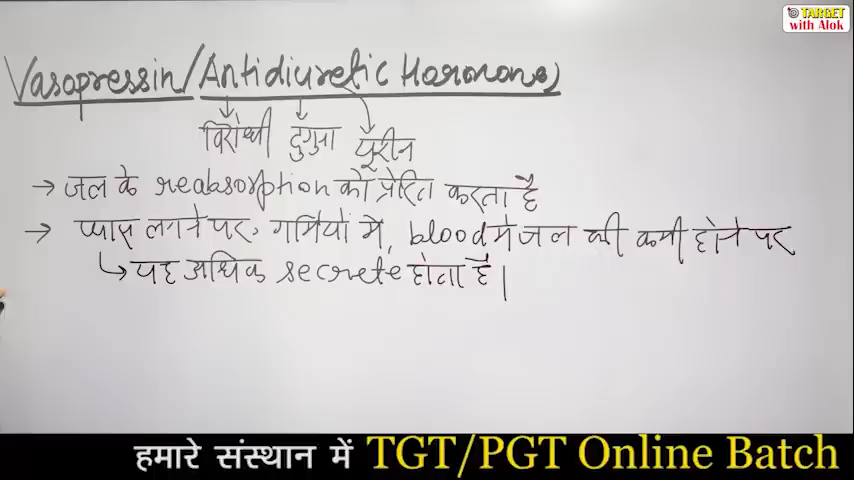 TARGET
with Alok
Vasopressin/Antidiuretic Harmone
विरोधी दुगुना यूरीन
→ जल के reabsorption को प्रेरित करता है
→ प्यास लगने पर, गर्मियों में, blood मे जल की कमी होने पर
↳ यह अधिक secrete होता है।
हमारे संस्थान में TGT/PGT Online Batch